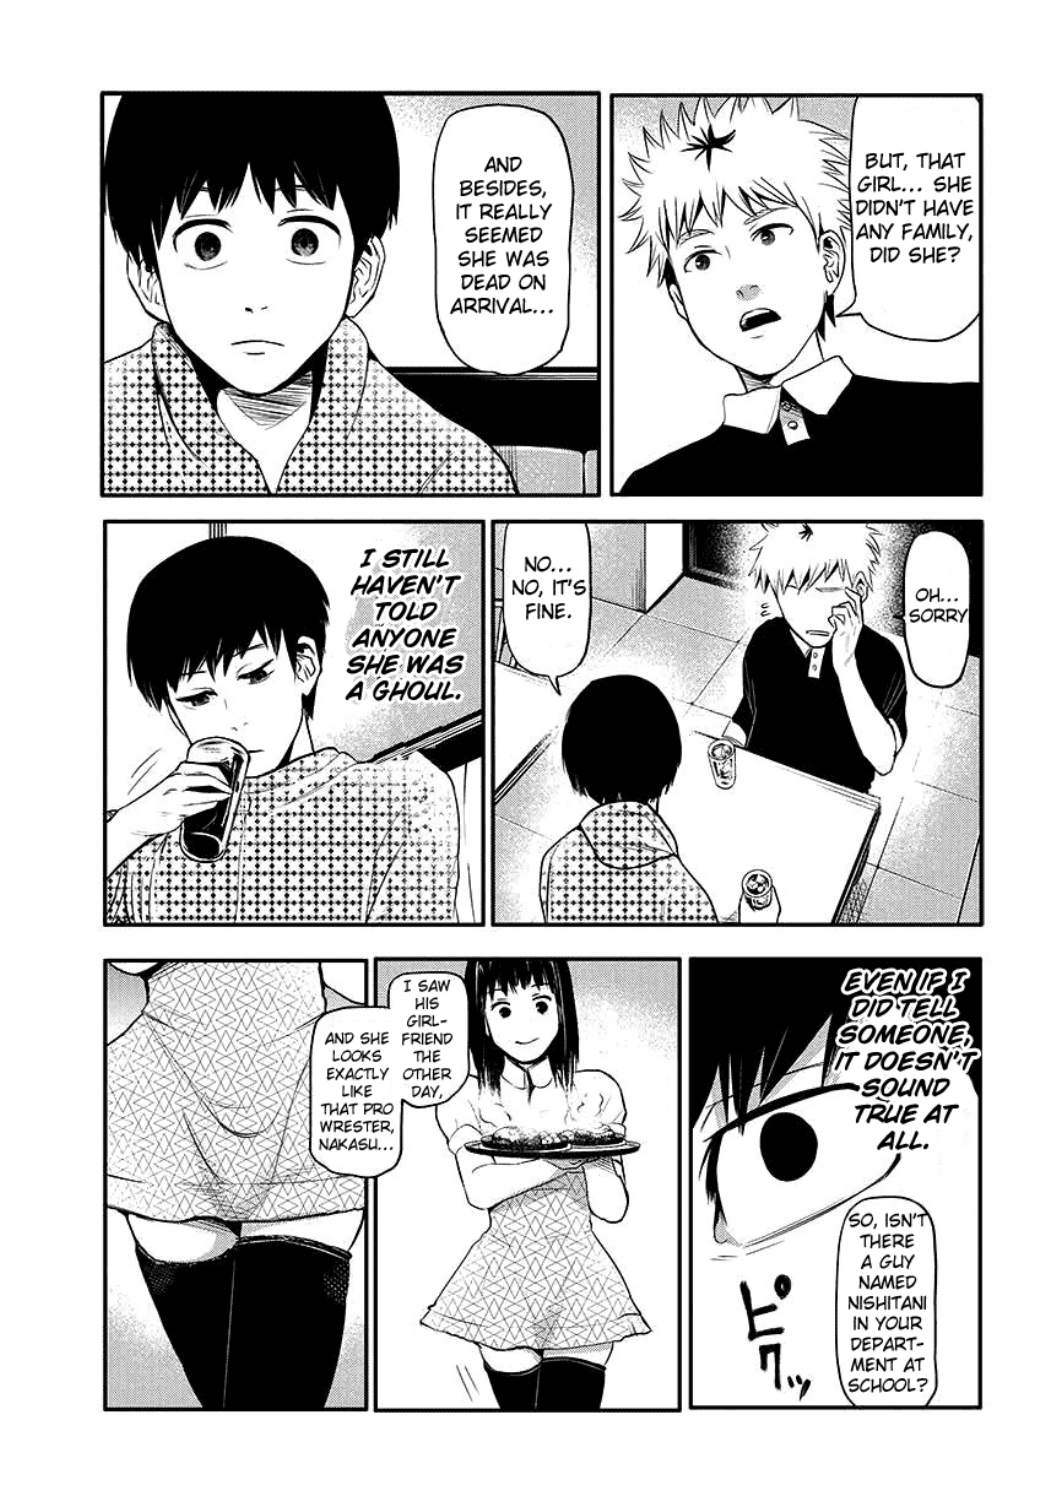 BUT, THAT
GIRL... SHE
DIDN'T HAVE
ANY FAMILY,
DID SHE?
AND
BESIDES,
IT REALLY
SEEMED
SHE WAS
DEAD ON
ARRIVAL...
OH...
SORRY
NO...
NO, IT'S
FINE.
I STILL
HAVEN'T
TOLD
ANYONE
SHE WAS
A GHOUL.
EVEN IF I
DID TELL
SOMEONE,
IT DOESN'T
SOUND
TRUE AT
ALL.
SO, ISN'T
THERE
A GUY
NAMED
NISHITANI
IN YOUR
DEPART-
MENT AT
SCHOOL?
ピクッ
I SAW
HIS
GIRL-
FRIEND
THE
OTHER
DAY,
AND SHE
LOOKS
EXACTLY
LIKE
THAT PRO
WRESTER,
NAKASU...